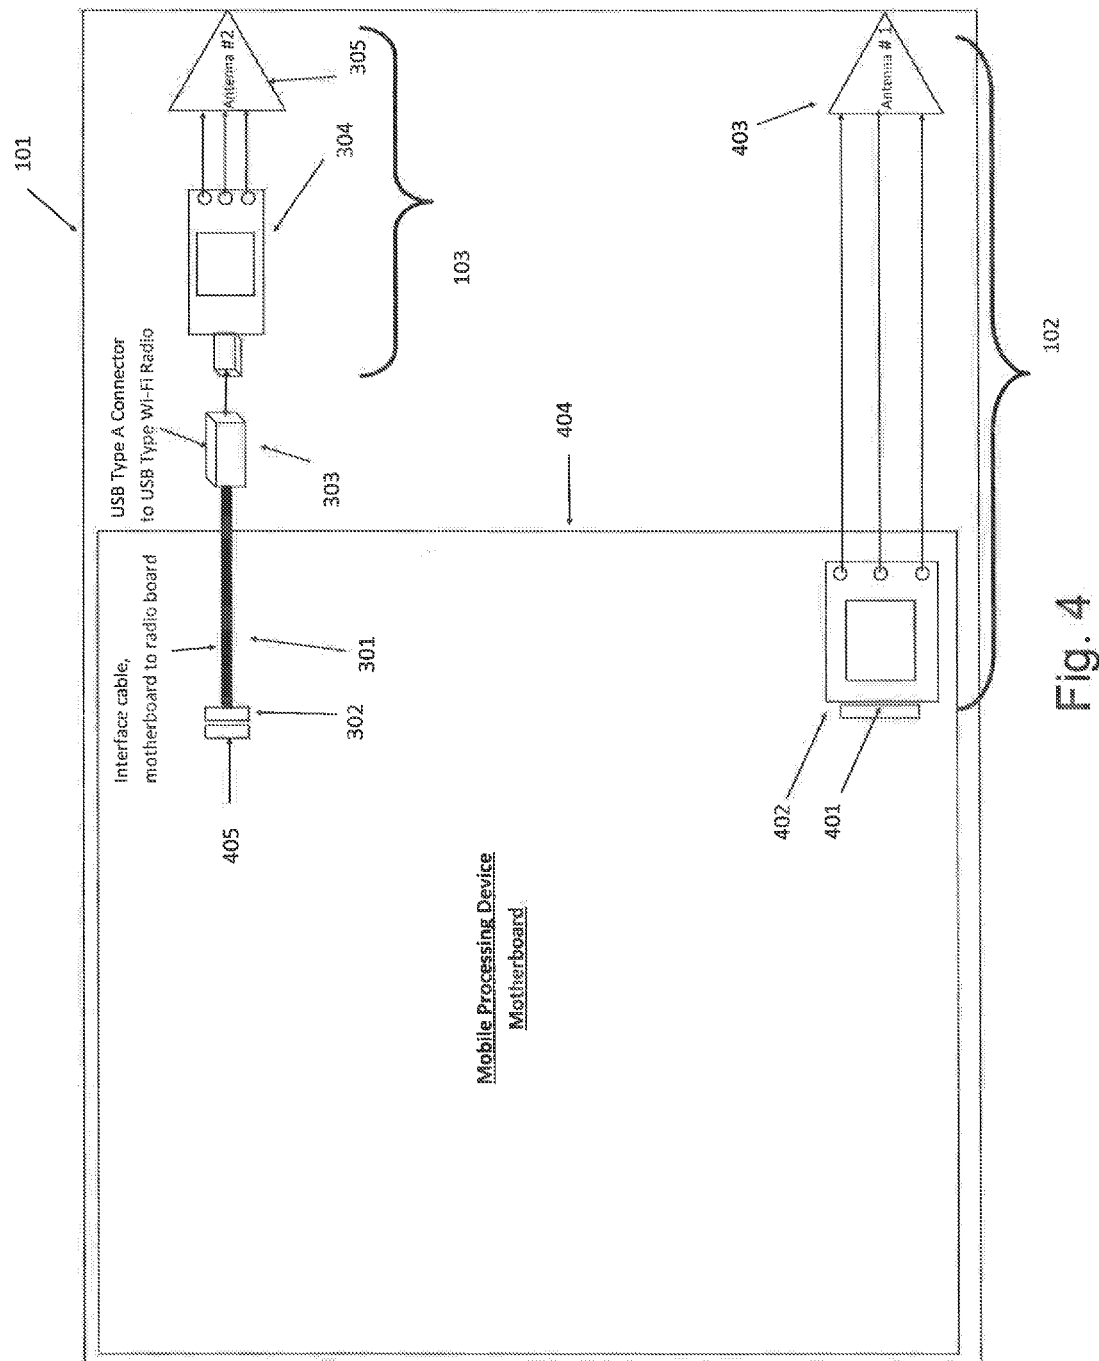 101
Antenna #2
305
304
103
USB Type A Connector
to USB Type Wi-Fi Radio
303
Interface cable,
motherboard to radio board
301
302
405
404
Mobile Processing Device
Motherboard
Antenna # 1
403
102
402
401
Fig. 4